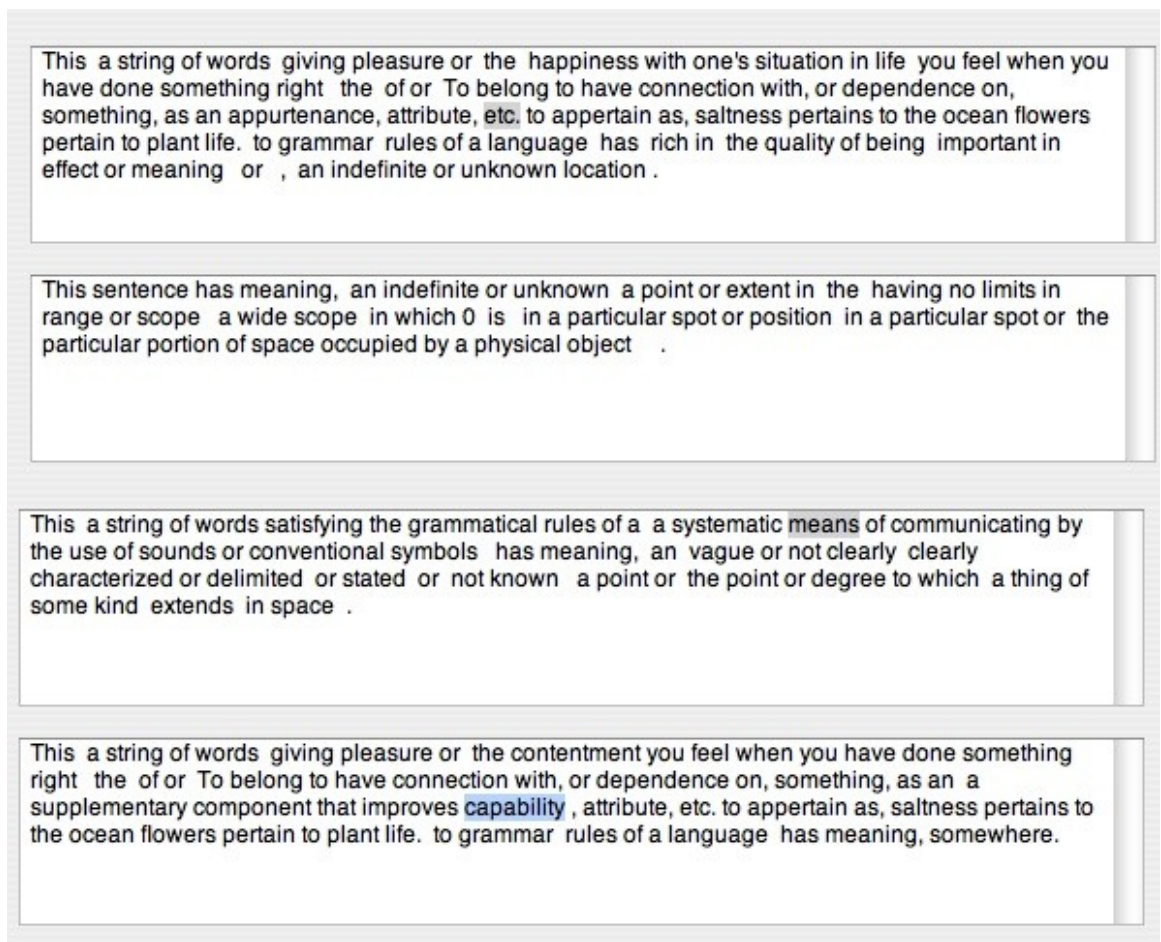 This  a string of words  giving pleasure or  the  happiness with one's situation in life  you feel when you
have done something right   the  of or  To belong to have connection with, or dependence on,
something, as an appurtenance, attribute, etc. to appertain as, saltness pertains to the ocean flowers
pertain to plant life.  to grammar  rules of a language  has  rich in  the quality of being  important in
effect or meaning   or   ,  an indefinite or unknown location .
This sentence has meaning,  an indefinite or unknown  a point or extent in  the  having no limits in
range or scope   a wide scope  in which 0  is   in a particular spot or position  in a particular spot or  the
particular portion of space occupied by a physical object     .
This  a string of words satisfying the grammatical rules of a  a systematic means of communicating by
the use of sounds or conventional symbols   has meaning,  an  vague or not clearly  clearly
characterized or delimited  or stated  or  not known   a point or  the point or degree to which  a thing of
some kind  extends  in space  .
This  a string of words  giving pleasure or  the contentment you feel when you have done something
right   the  of or  To belong to have connection with, or dependence on, something, as an  a
supplementary component that improves capability , attribute, etc. to appertain as, saltness pertains to
the ocean flowers pertain to plant life.  to grammar  rules of a language  has meaning, somewhere.